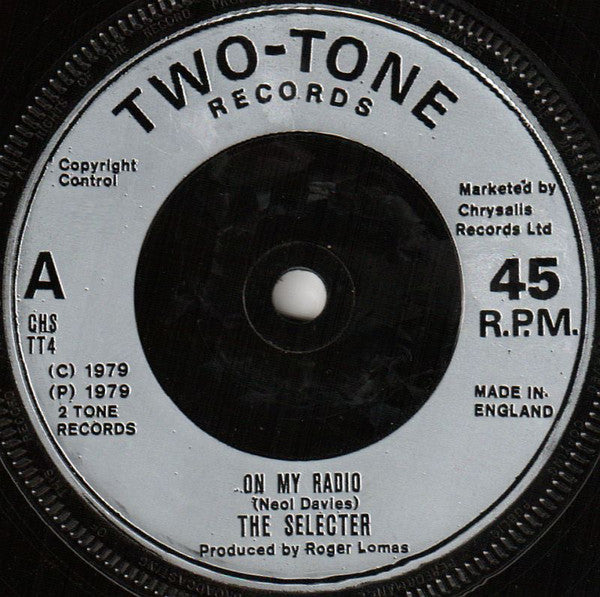 TWO-TONE
RECORDS
Copyright
Control
Marketed by
Chrysalis
Records Ltd
A
45
R.P.M.
CHS
TT4
(C) 1979
(P) 1979
2 TONE
RECORDS
MADE IN
ENGLAND
ON MY RADIO
(Neol Davies)
THE SELECTER
Produced by Roger Lomas